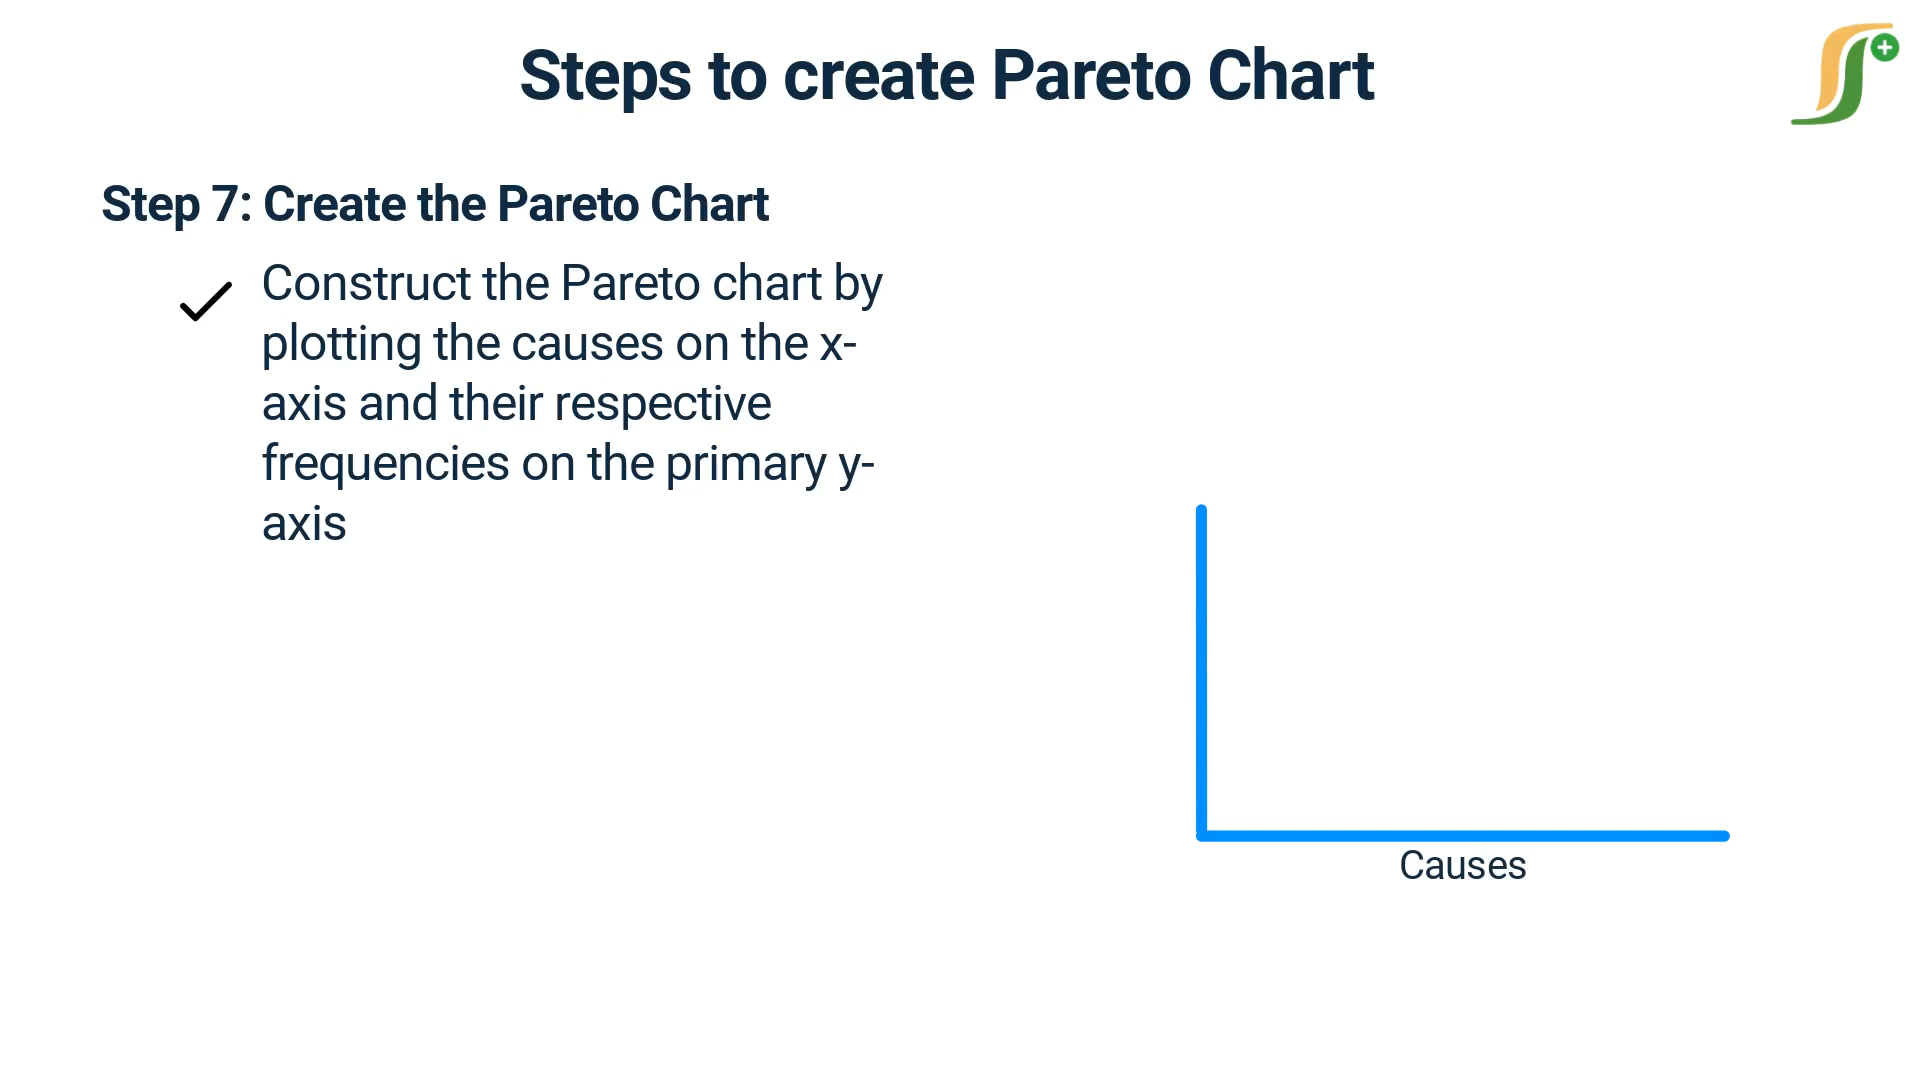 Steps to create Pareto Chart
Step 7: Create the Pareto Chart
Construct the Pareto chart by
plotting the causes on the x-
axis and their respective
frequencies on the primary y-
axis
Causes